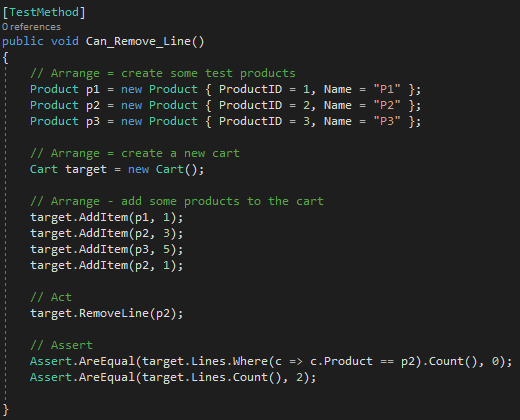 [TestMethod]
0 references
public void Can_Remove_Line()
{
// Arrange = create some test products
Product p1 = new Product { ProductID = 1, Name = "P1" };
Product p2 = new Product { ProductID = 2, Name = "P2" };
Product p3 = new Product { ProductID = 3, Name = "P3" };
// Arrange = create a new cart
Cart target = new Cart();
// Arrange - add some products to the cart
target.AddItem(p1, 1);
target.AddItem(p2, 3);
target.AddItem(p3, 5);
target.AddItem(p2, 1);
// Act
target.RemoveLine(p2);
// Assert
Assert.AreEqual(target.Lines.Where(c => c.Product == p2).Count(), 0);
Assert.AreEqual(target.Lines.Count(), 2);
}